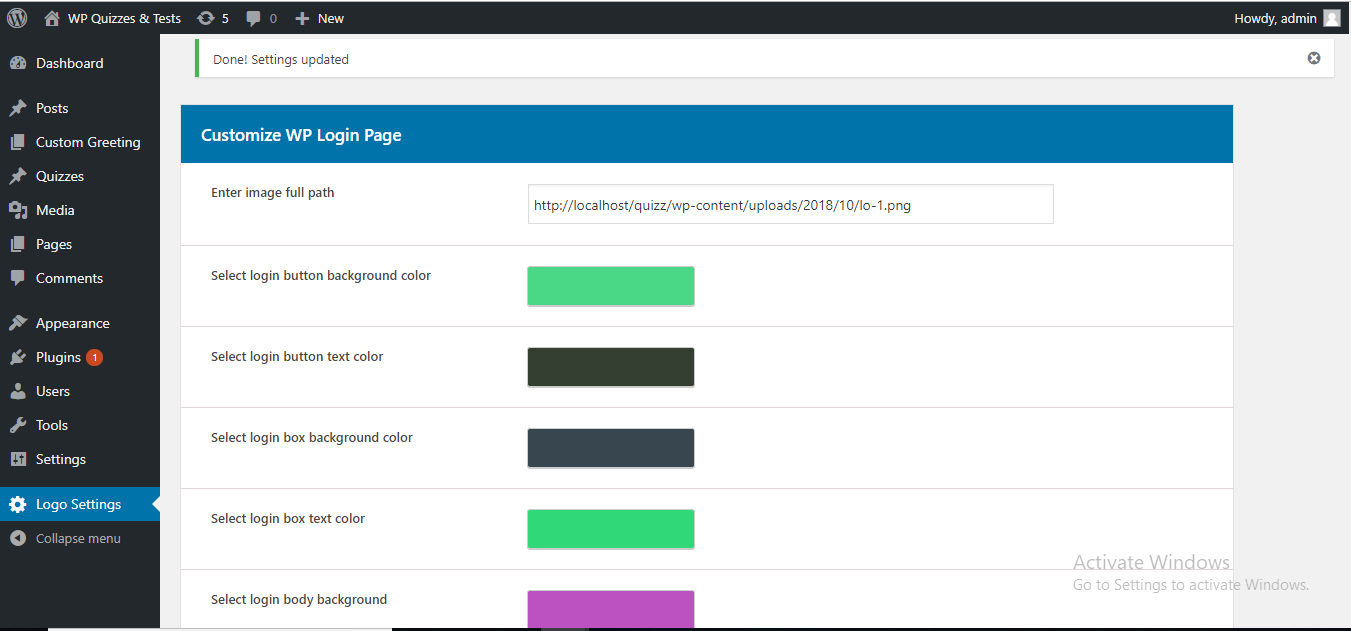 WP Quizzes & Tests 5 0 New Howdy, admin
Dashboard
Posts
Custom Greeting
Quizzes
Media
Pages
Comments
Appearance
Plugins 1
Users
Tools
Settings
Logo Settings
Collapse menu
Done! Settings updated
Customize WP Login Page
Enter image full path http://localhost/quizz/wp-content/uploads/2018/10/lo-1.png
Select login button background color
Select login button text color
Select login box background color
Select login box text color
Select login body background
Activate Windows
Go to Settings to activate Windows.